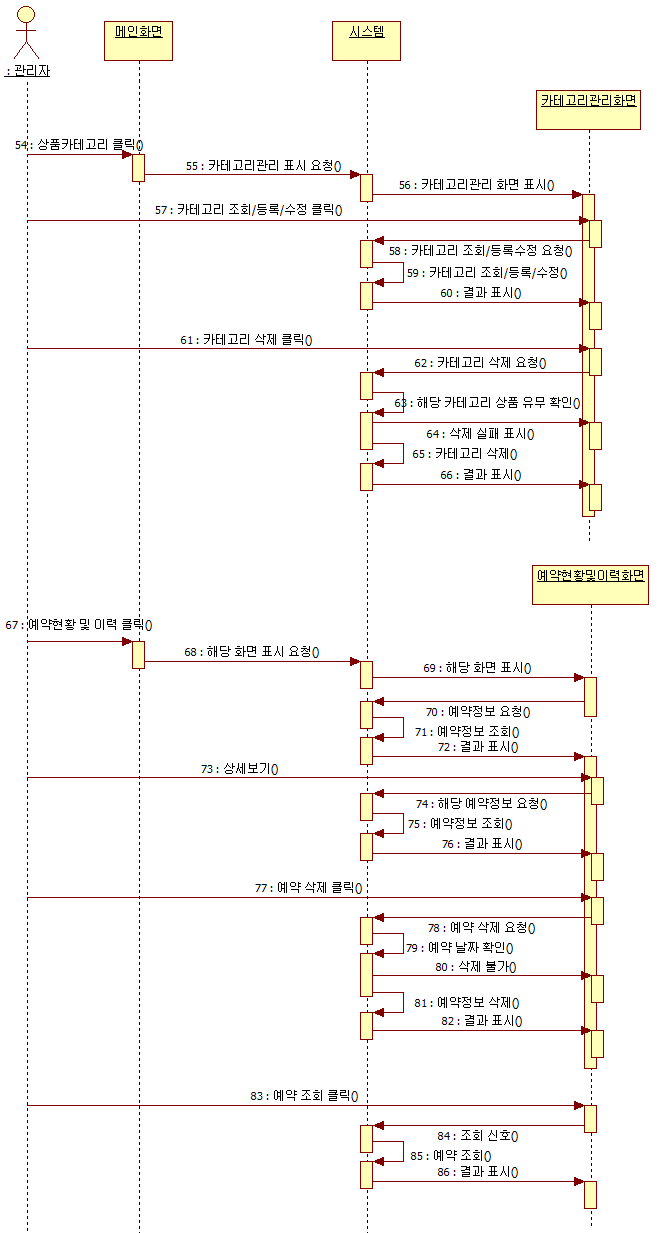 : 관리자
메인화면
시스템
카테고리관리화면
54 : 상품카테고리 클릭()
55 : 카테고리관리 표시 요청()
56 : 카테고리관리 화면 표시()
57 : 카테고리 조회/등록/수정 클릭()
58 : 카테고리 조회/등록수정 요청()
59 : 카테고리 조회/등록/수정()
60 : 결과 표시()
61 : 카테고리 삭제 클릭()
62 : 카테고리 삭제 요청()
63 : 해당 카테고리 상품 유무 확인()
64 : 삭제 실패 표시()
65 : 카테고리 삭제()
66 : 결과 표시()
예약현황및이력화면
67 : 예약현황 및 이력 클릭()
68 : 해당 화면 표시 요청()
69 : 해당 화면 표시()
70 : 예약정보 요청()
71 : 예약정보 조회()
72 : 결과 표시()
73 : 상세보기()
74 : 해당 예약정보 요청()
75 : 예약정보 조회()
76 : 결과 표시()
77 : 예약 삭제 클릭()
78 : 예약 삭제 요청()
79 : 예약 날짜 확인()
80 : 삭제 불가()
81 : 예약정보 삭제()
82 : 결과 표시()
83 : 예약 조회 클릭()
84 : 조회 신호()
85 : 예약 조회()
86 : 결과 표시()